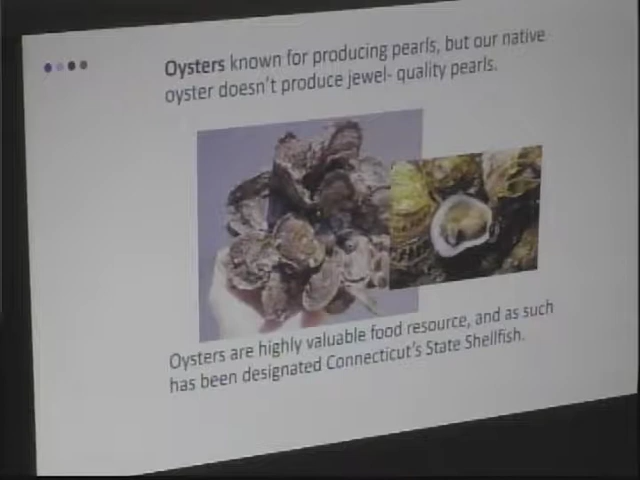 Oysters known for producing pearls, but our native
oyster doesn't produce jewel- quality pearls.
Oysters are highly valuable food resource, and as such
has been designated Connecticut's State Shellfish.